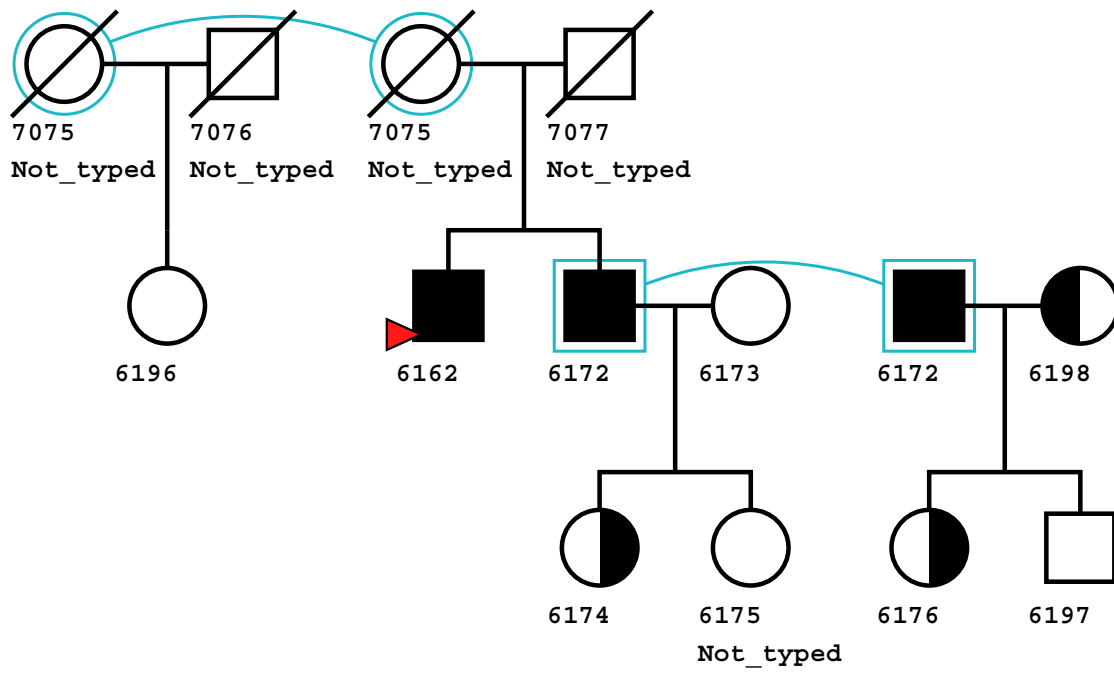 7075 7076 7075 7077
Not_typed Not_typed Not_typed Not_typed
6196 6162 6172 6173 6172 6198
6174 6175 6176 6197
Not_typed